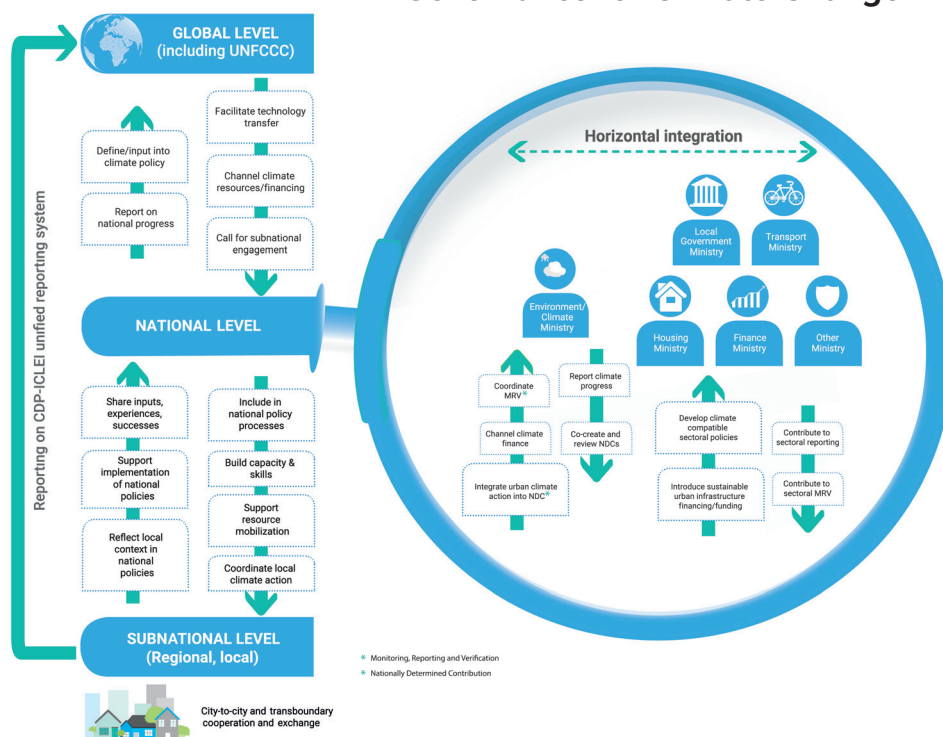 GLOBAL LEVEL
(including UNFCCC)
Facilitate technology
transfer
Define/input into
climate policy
Channel climate
resources/financing
Report on
national progress
Call for subnational
engagement
Reporting on CDP-ICLEI unified reporting system
NATIONAL LEVEL
Share inputs,
experiences,
successes
Include in
national policy
processes
Support
implementation
of national
policies
Build capacity &
skills
Support
resource
mobilization
Reflect local
context in
national
policies
Coordinate local
climate action
SUBNATIONAL LEVEL
(Regional, local)
City-to-city and transboundary
cooperation and exchange
Horizontal integration
Local
Government
Ministry
Transport
Ministry
Environment/
Climate
Ministry
Housing
Ministry
Finance
Ministry
Other
Ministry
Coordinate
MRV*
Report climate
progress
Channel climate
finance
Co-create and
review NDCs
Integrate urban climate
action into NDC*
Develop climate
compatible
sectoral policies
Contribute to
sectoral reporting
Introduce sustainable
urban infrastructure
financing/funding
Contribute to
sectoral MRV
* Monitoring, Reporting and Verification
* Nationally Determined Contribution